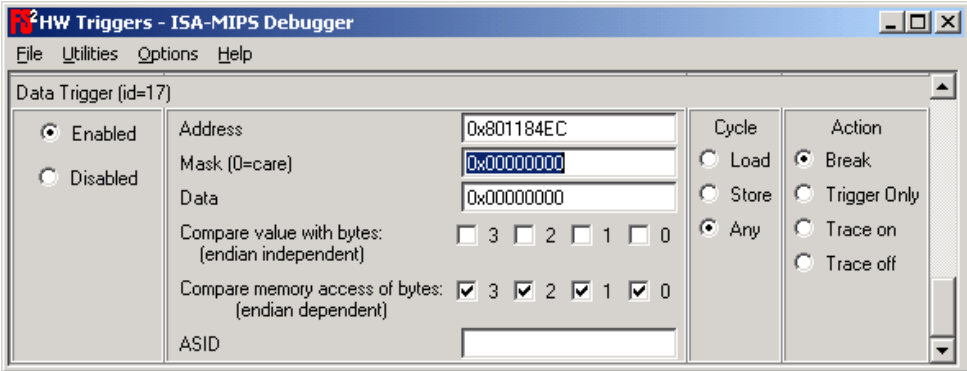 FS2 HW Triggers - ISA-MIPS Debugger
File Utilities Options Help
Data Trigger (id=17)
Enabled
Disabled
Address 0x801184EC
Mask (0=care) 0x00000000
Data 0x00000000
Compare value with bytes: 3 2 1 0
(endian independent)
Compare memory access of bytes: 3 2 1 0
(endian dependent)
ASID
Cycle
Load
Store
Any
Action
Break
Trigger Only
Trace on
Trace off